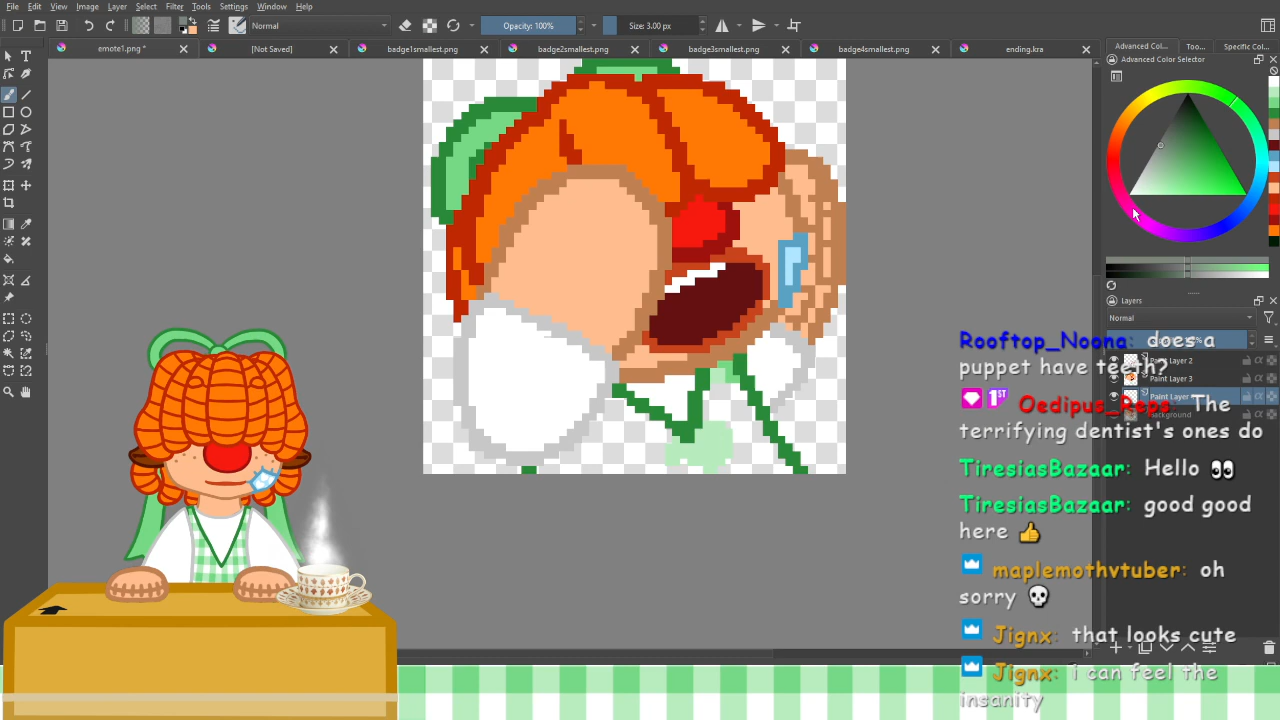 File Edit View Image Layer Select Filter Tools Settings Window Help
Normal Opacity: 100% Size: 3.00 px
emote1.png * [Not Saved] badge1smallest.png badge2smallest.png badge3smallest.png badge4smallest.png ending.kra
Advanced Col... Too... Specific Col...
Advanced Color Selector
Layers
Normal
Paint Layer 2
Paint Layer 3
Paint Layer
Background
Rooftop_Noona: does a
puppet have teeth?
1ST Oedipus_Reps: The
terrifying dentist's ones do
TiresiasBazaar: Hello 👀
TiresiasBazaar: good good
here 👍
maplemothvtuber: oh
sorry 💀
Jignx: that looks cute
Jignx: i can feel the
insanity